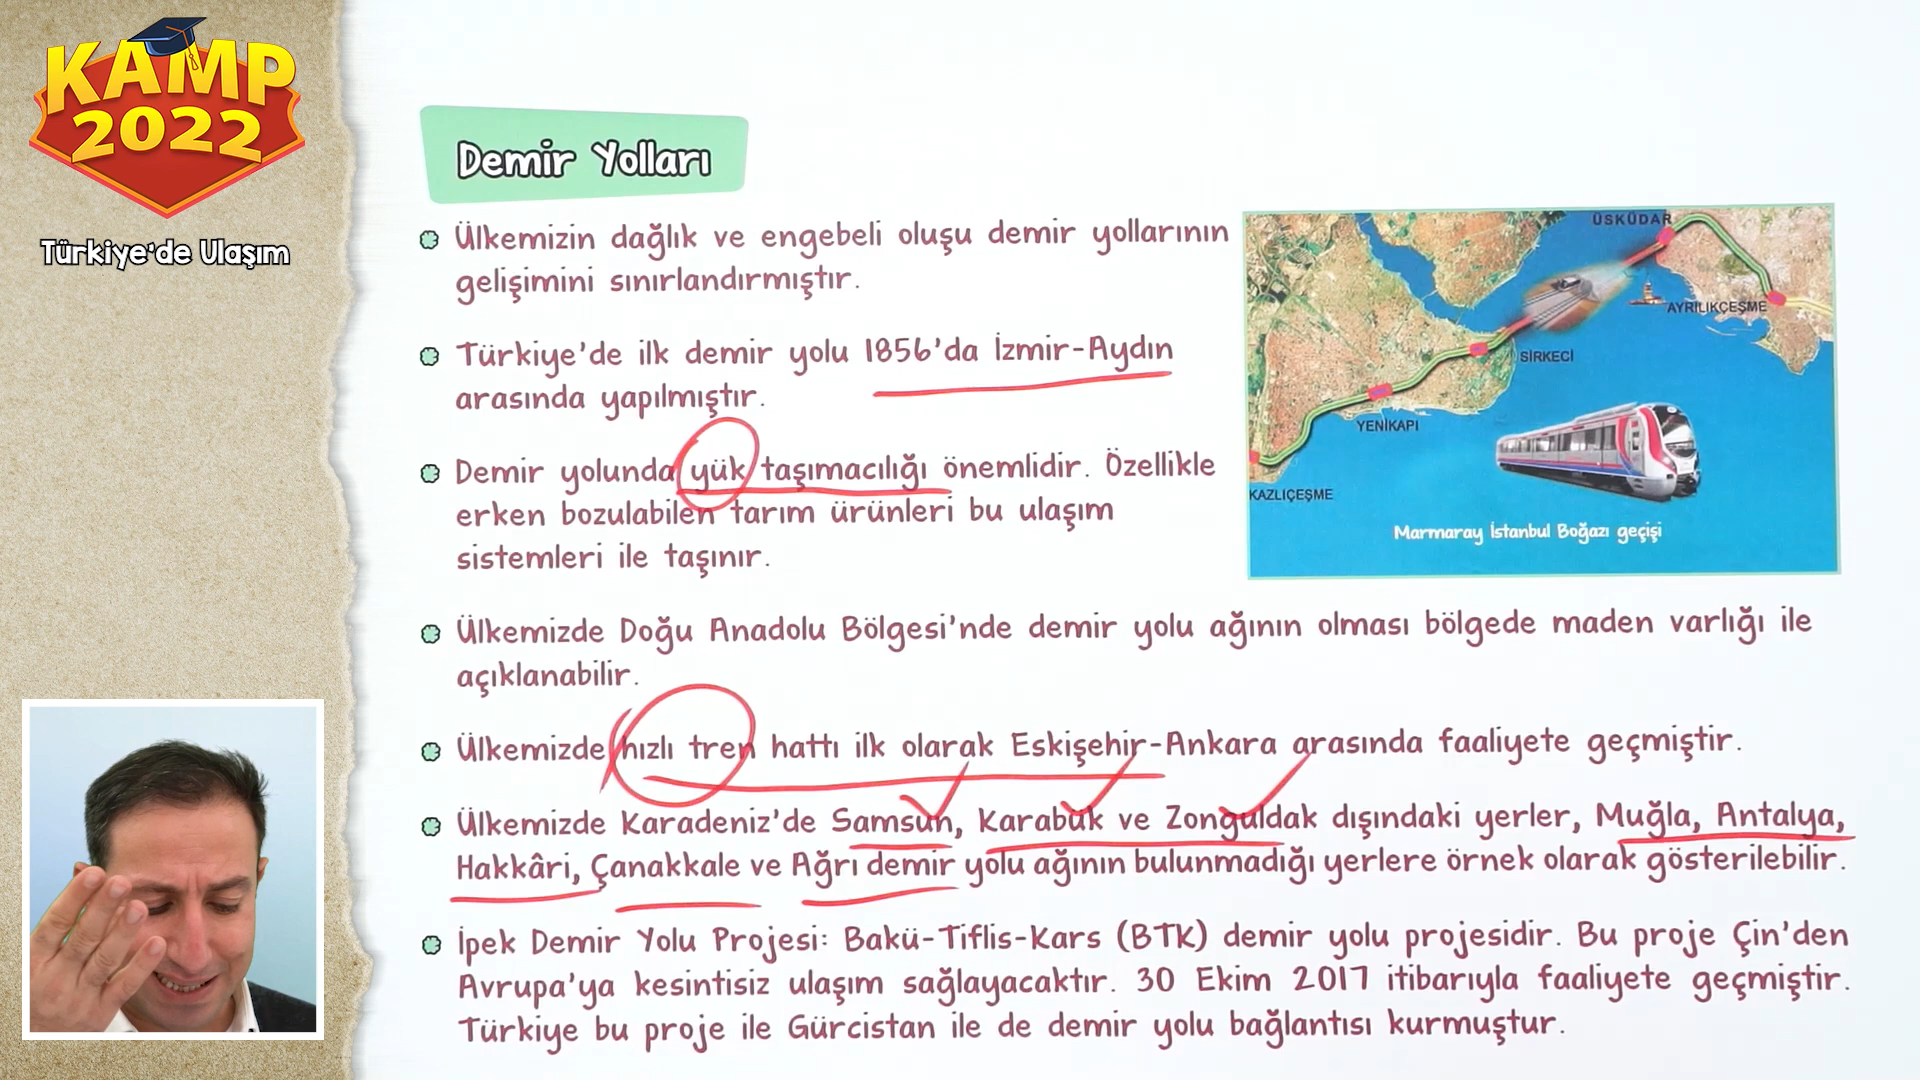 KAMP
2022
Türkiye'de Ulaşım
Demir Yolları
Ülkemizin dağlık ve engebeli oluşu demir yollarının
gelişimini sınırlandırmıştır.
Türkiye'de ilk demir yolu 1856'da İzmir-Aydın
arasında yapılmıştır.
Demir yolunda yük taşımacılığı önemlidir. Özellikle
erken bozulabilen tarım ürünleri bu ulaşım
sistemleri ile taşınır.
ÜSKÜDAR
AYRILIKÇEŞME
SİRKECİ
YENİKAPI
KAZLIÇEŞME
Marmaray İstanbul Boğazı geçişi
Ülkemizde Doğu Anadolu Bölgesi'nde demir yolu ağının olması bölgede maden varlığı ile
açıklanabilir.
Ülkemizde hızlı tren hattı ilk olarak Eskişehir-Ankara arasında faaliyete geçmiştir.
Ülkemizde Karadeniz'de Samsun, Karabük ve Zonguldak dışındaki yerler, Muğla, Antalya,
Hakkâri, Çanakkale ve Ağrı demir yolu ağının bulunmadığı yerlere örnek olarak gösterilebilir.
İpek Demir Yolu Projesi: Bakü-Tiflis-Kars (BTK) demir yolu projesidir. Bu proje Çin'den
Avrupa'ya kesintisiz ulaşım sağlayacaktır. 30 Ekim 2017 itibarıyla faaliyete geçmiştir.
Türkiye bu proje ile Gürcistan ile de demir yolu bağlantısı kurmuştur.